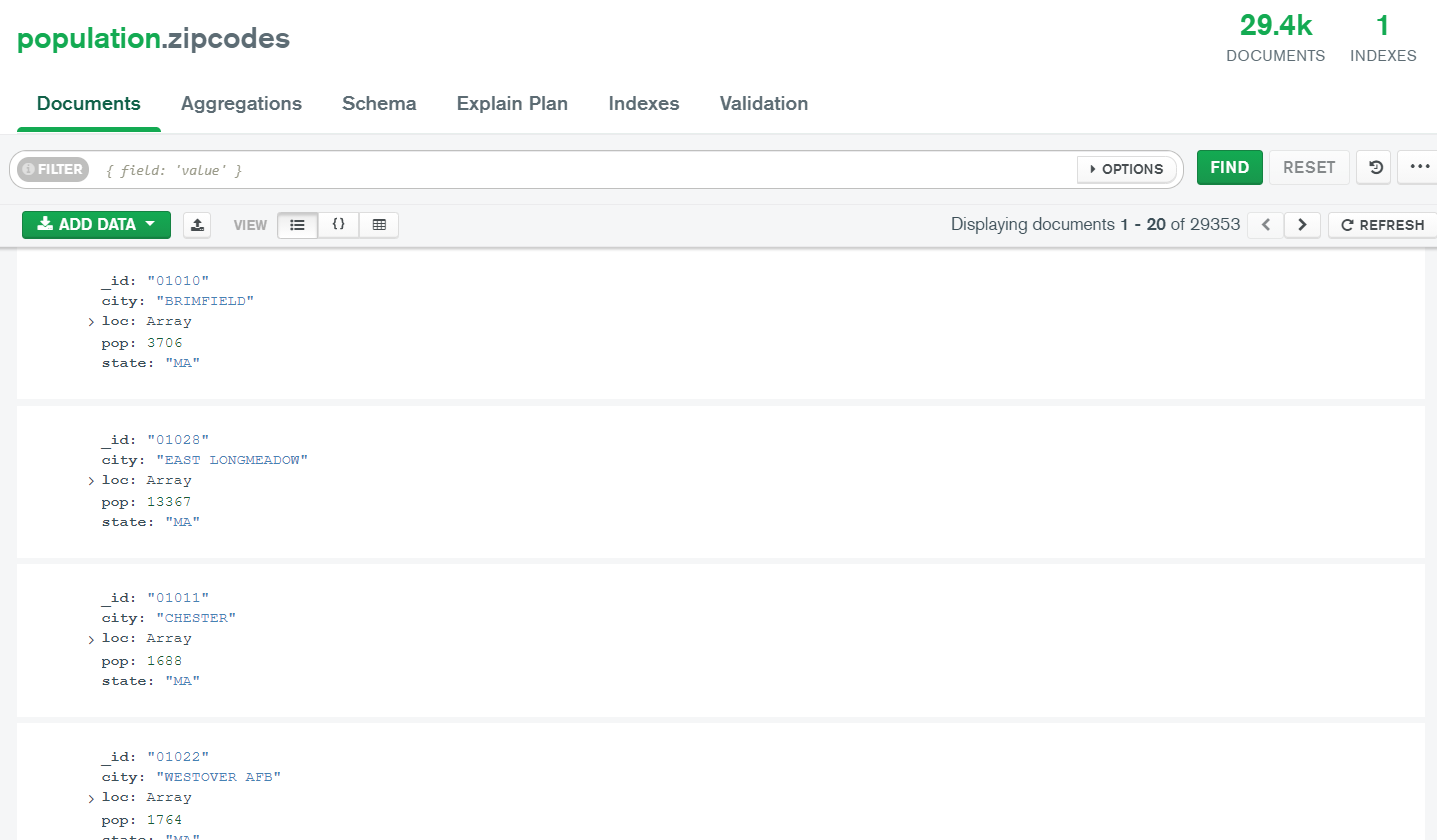 population.zipcodes
29.4k 1
DOCUMENTS INDEXES
Documents Aggregations Schema Explain Plan Indexes Validation
FILTER { field: 'value' } OPTIONS FIND RESET
ADD DATA VIEW {} Displaying documents 1 - 20 of 29353 REFRESH
_id: "01010"
city: "BRIMFIELD"
loc: Array
pop: 3706
state: "MA"
_id: "01028"
city: "EAST LONGMEADOW"
loc: Array
pop: 13367
state: "MA"
_id: "01011"
city: "CHESTER"
loc: Array
pop: 1688
state: "MA"
_id: "01022"
city: "WESTOVER AFB"
loc: Array
pop: 1764
state: "MA"